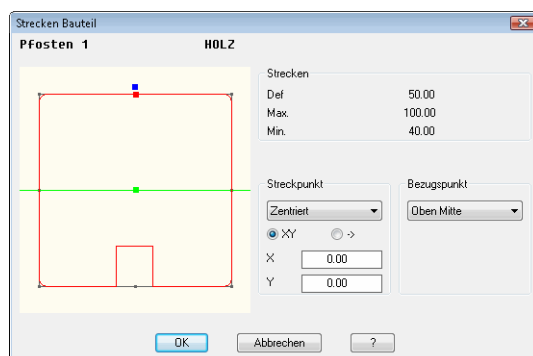 Strecken Bauteil
Pfosten 1 HOLZ
Strecken
Def 50.00
Max. 100.00
Min. 40.00
Streckpunkt
Zentriert
XY ->
X 0.00
Y 0.00
Bezugspunkt
Oben Mitte
OK Abbrechen ?